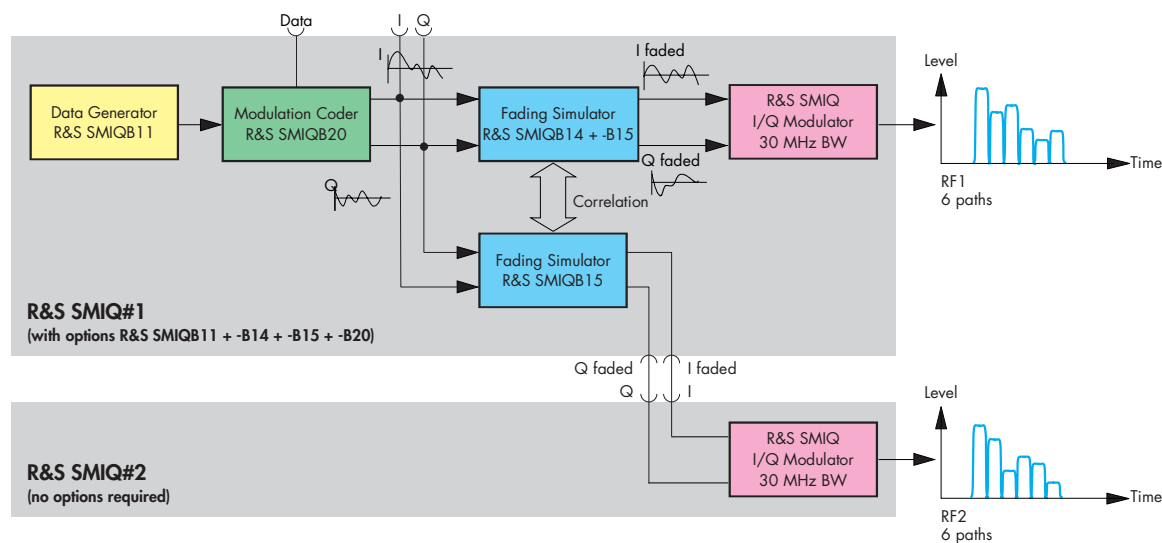 Data
I
Q
I
I faded
Level
Data Generator
R&S SMIQB11
Modulation Coder
R&S SMIQB20
Fading Simulator
R&S SMIQB14 + -B15
R&S SMIQ
I/Q Modulator
30 MHz BW
Time
Q faded
RF1
6 paths
Q
Correlation
Fading Simulator
R&S SMIQB15
R&S SMIQ#1
(with options R&S SMIQB11 + -B14 + -B15 + -B20)
Q faded
I faded
Q
I
Level
R&S SMIQ
I/Q Modulator
30 MHz BW
R&S SMIQ#2
(no options required)
Time
RF2
6 paths